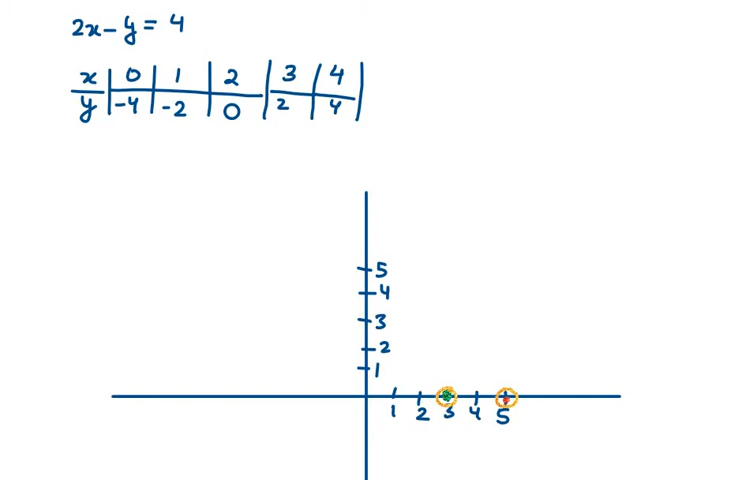 2x - y = 4
x | 0 | 1 | 2 | 3 | 4
y | -4 | -2 | 0 | 2 | 4
5
4
3
2
1
1 2 3 4 5